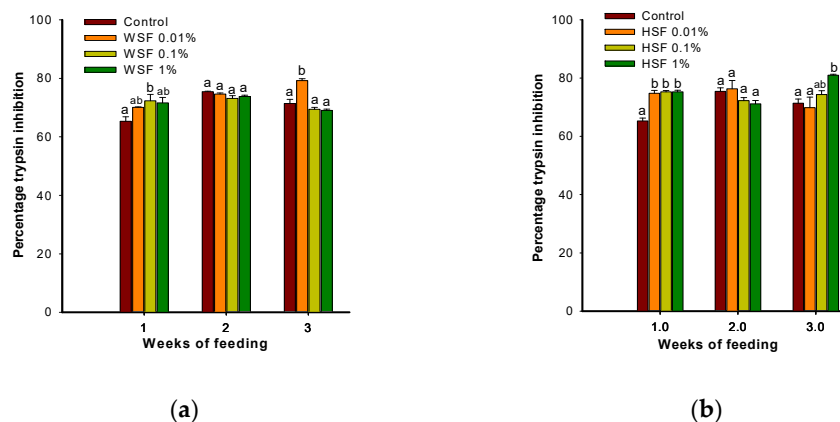 Percentage trypsin inhibition
100
80
60
40
20
0
Control
WSF 0.01%
WSF 0.1%
WSF 1%
a ab b ab
a a a a
a b a a
1 2 3
Weeks of feeding
(a)
Percentage trypsin inhibition
100
80
60
40
20
0
Control
HSF 0.01%
HSF 0.1%
HSF 1%
a b b b
a a a a
a a ab b
1.0 2.0 3.0
Weeks of feeding
(b)